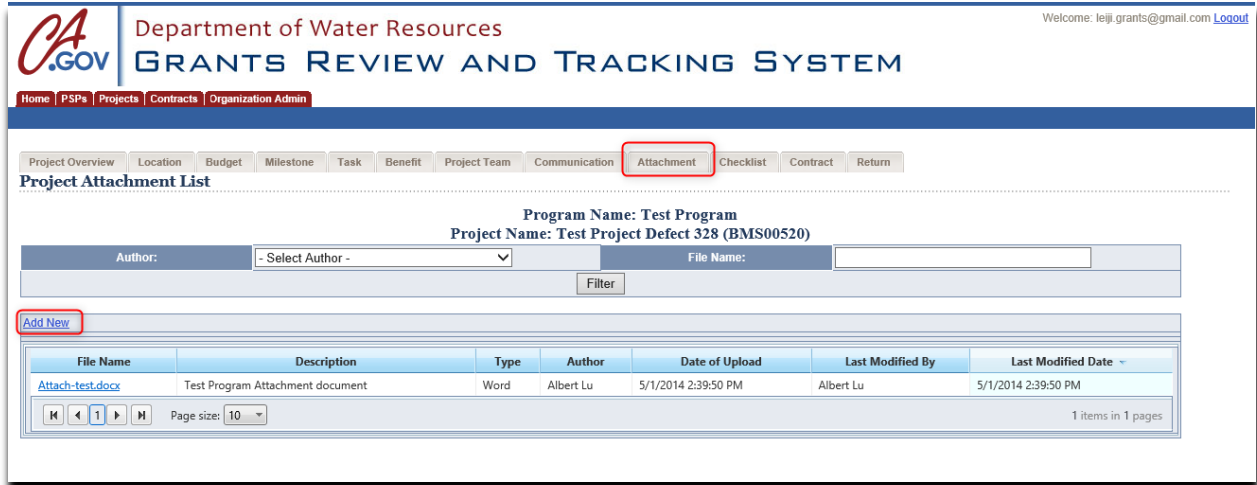 Welcome: leiji.grants@gmail.com Logout
CA.GOV
Department of Water Resources
GRANTS REVIEW AND TRACKING SYSTEM
Home PSPs Projects Contracts Organization Admin
Project Overview Location Budget Milestone Task Benefit Project Team Communication Attachment Checklist Contract Return
Project Attachment List
Program Name: Test Program
Project Name: Test Project Defect 328 (BMS00520)
Author: - Select Author - File Name:
Filter
Add New
File Name Description Type Author Date of Upload Last Modified By Last Modified Date
Attach-test.docx Test Program Attachment document Word Albert Lu 5/1/2014 2:39:50 PM Albert Lu 5/1/2014 2:39:50 PM
1 Page size: 10 1 items in 1 pages